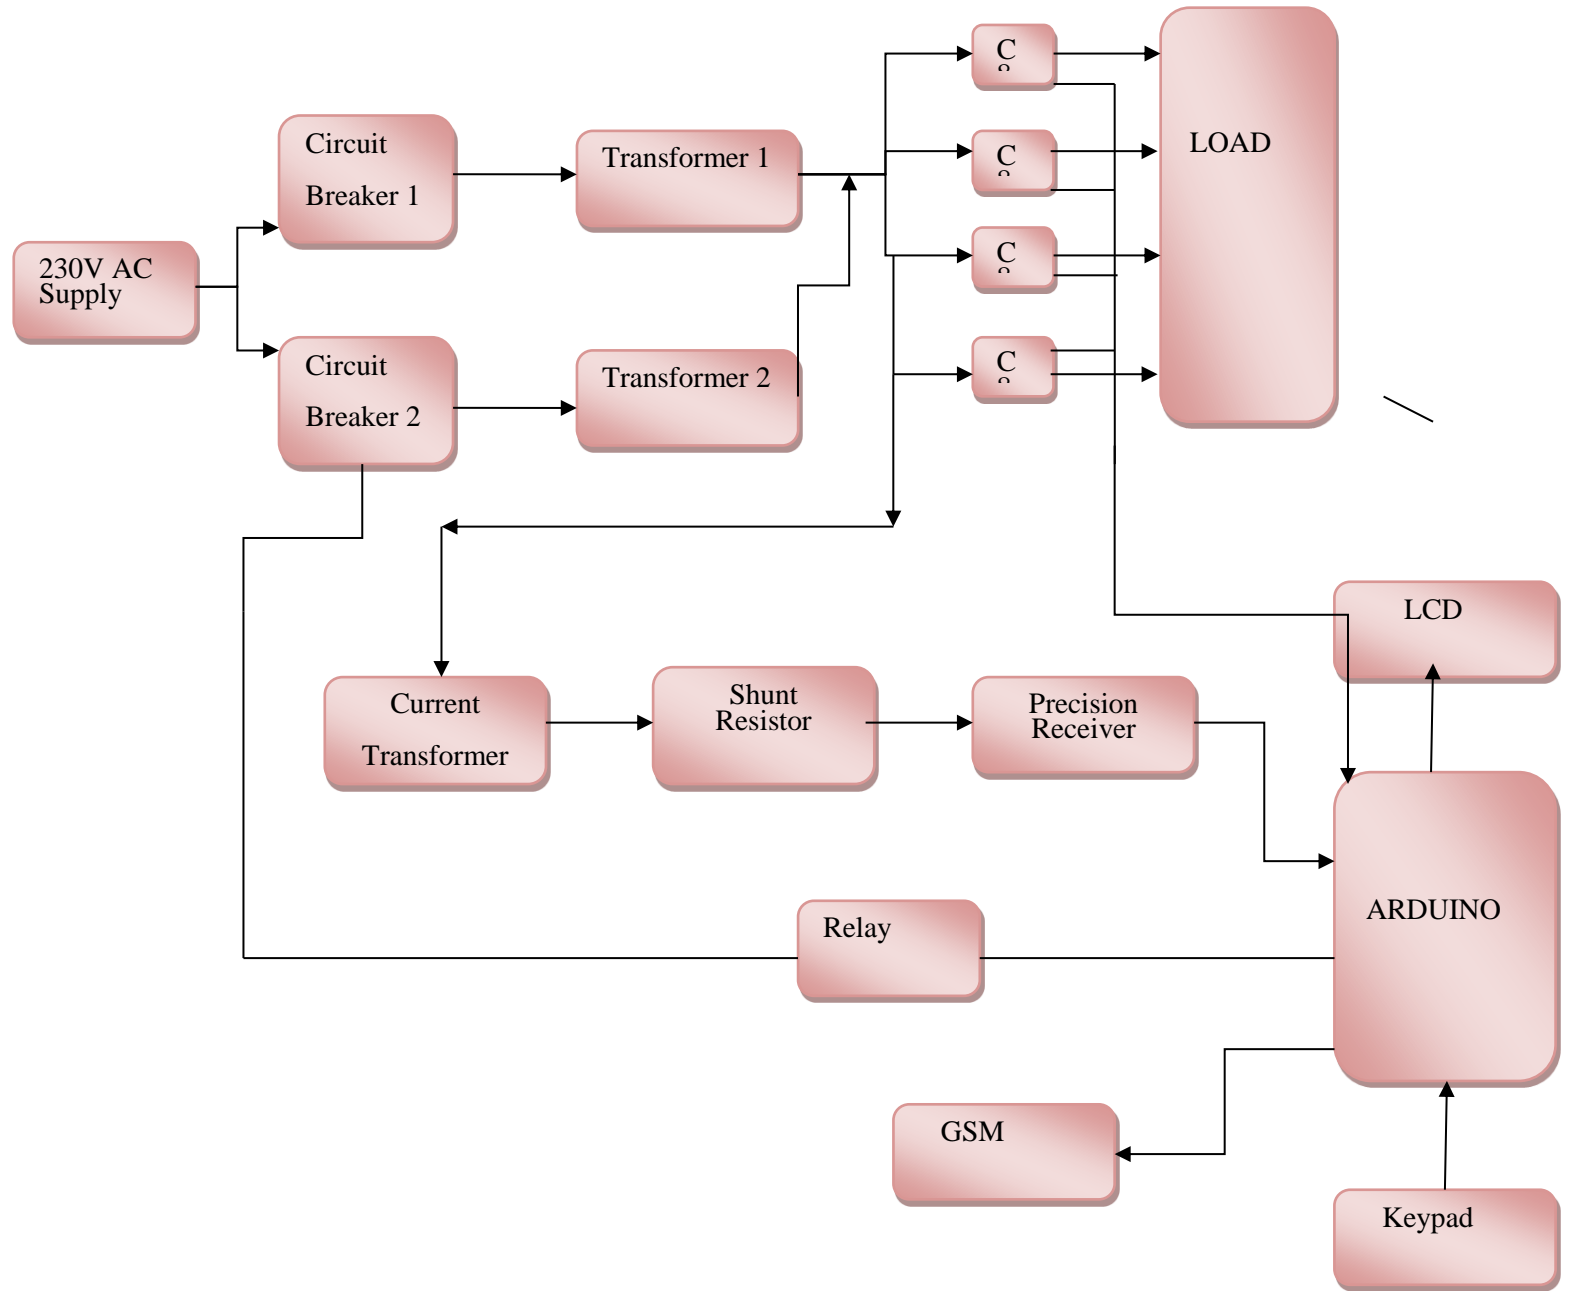 C
LOAD
Circuit
Breaker 1
Transformer 1
C
230V AC
Supply
C
Circuit
Breaker 2
Transformer 2
C
LCD
Current
Transformer
Shunt
Resistor
Precision
Receiver
ARDUINO
Relay
GSM
Keypad